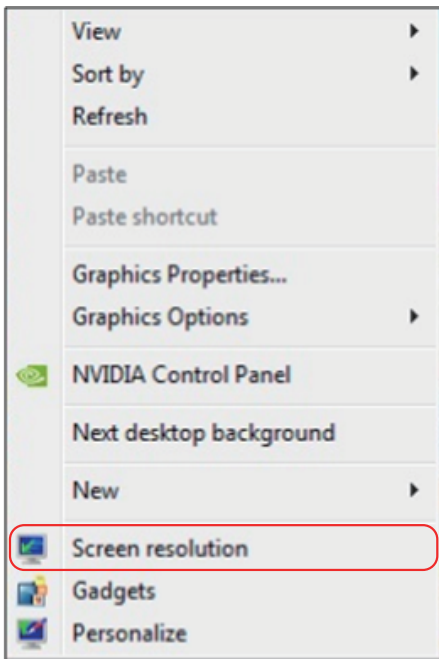 View
Sort by
Refresh
Paste
Paste shortcut
Graphics Properties...
Graphics Options
NVIDIA Control Panel
Next desktop background
New
Screen resolution
Gadgets
Personalize